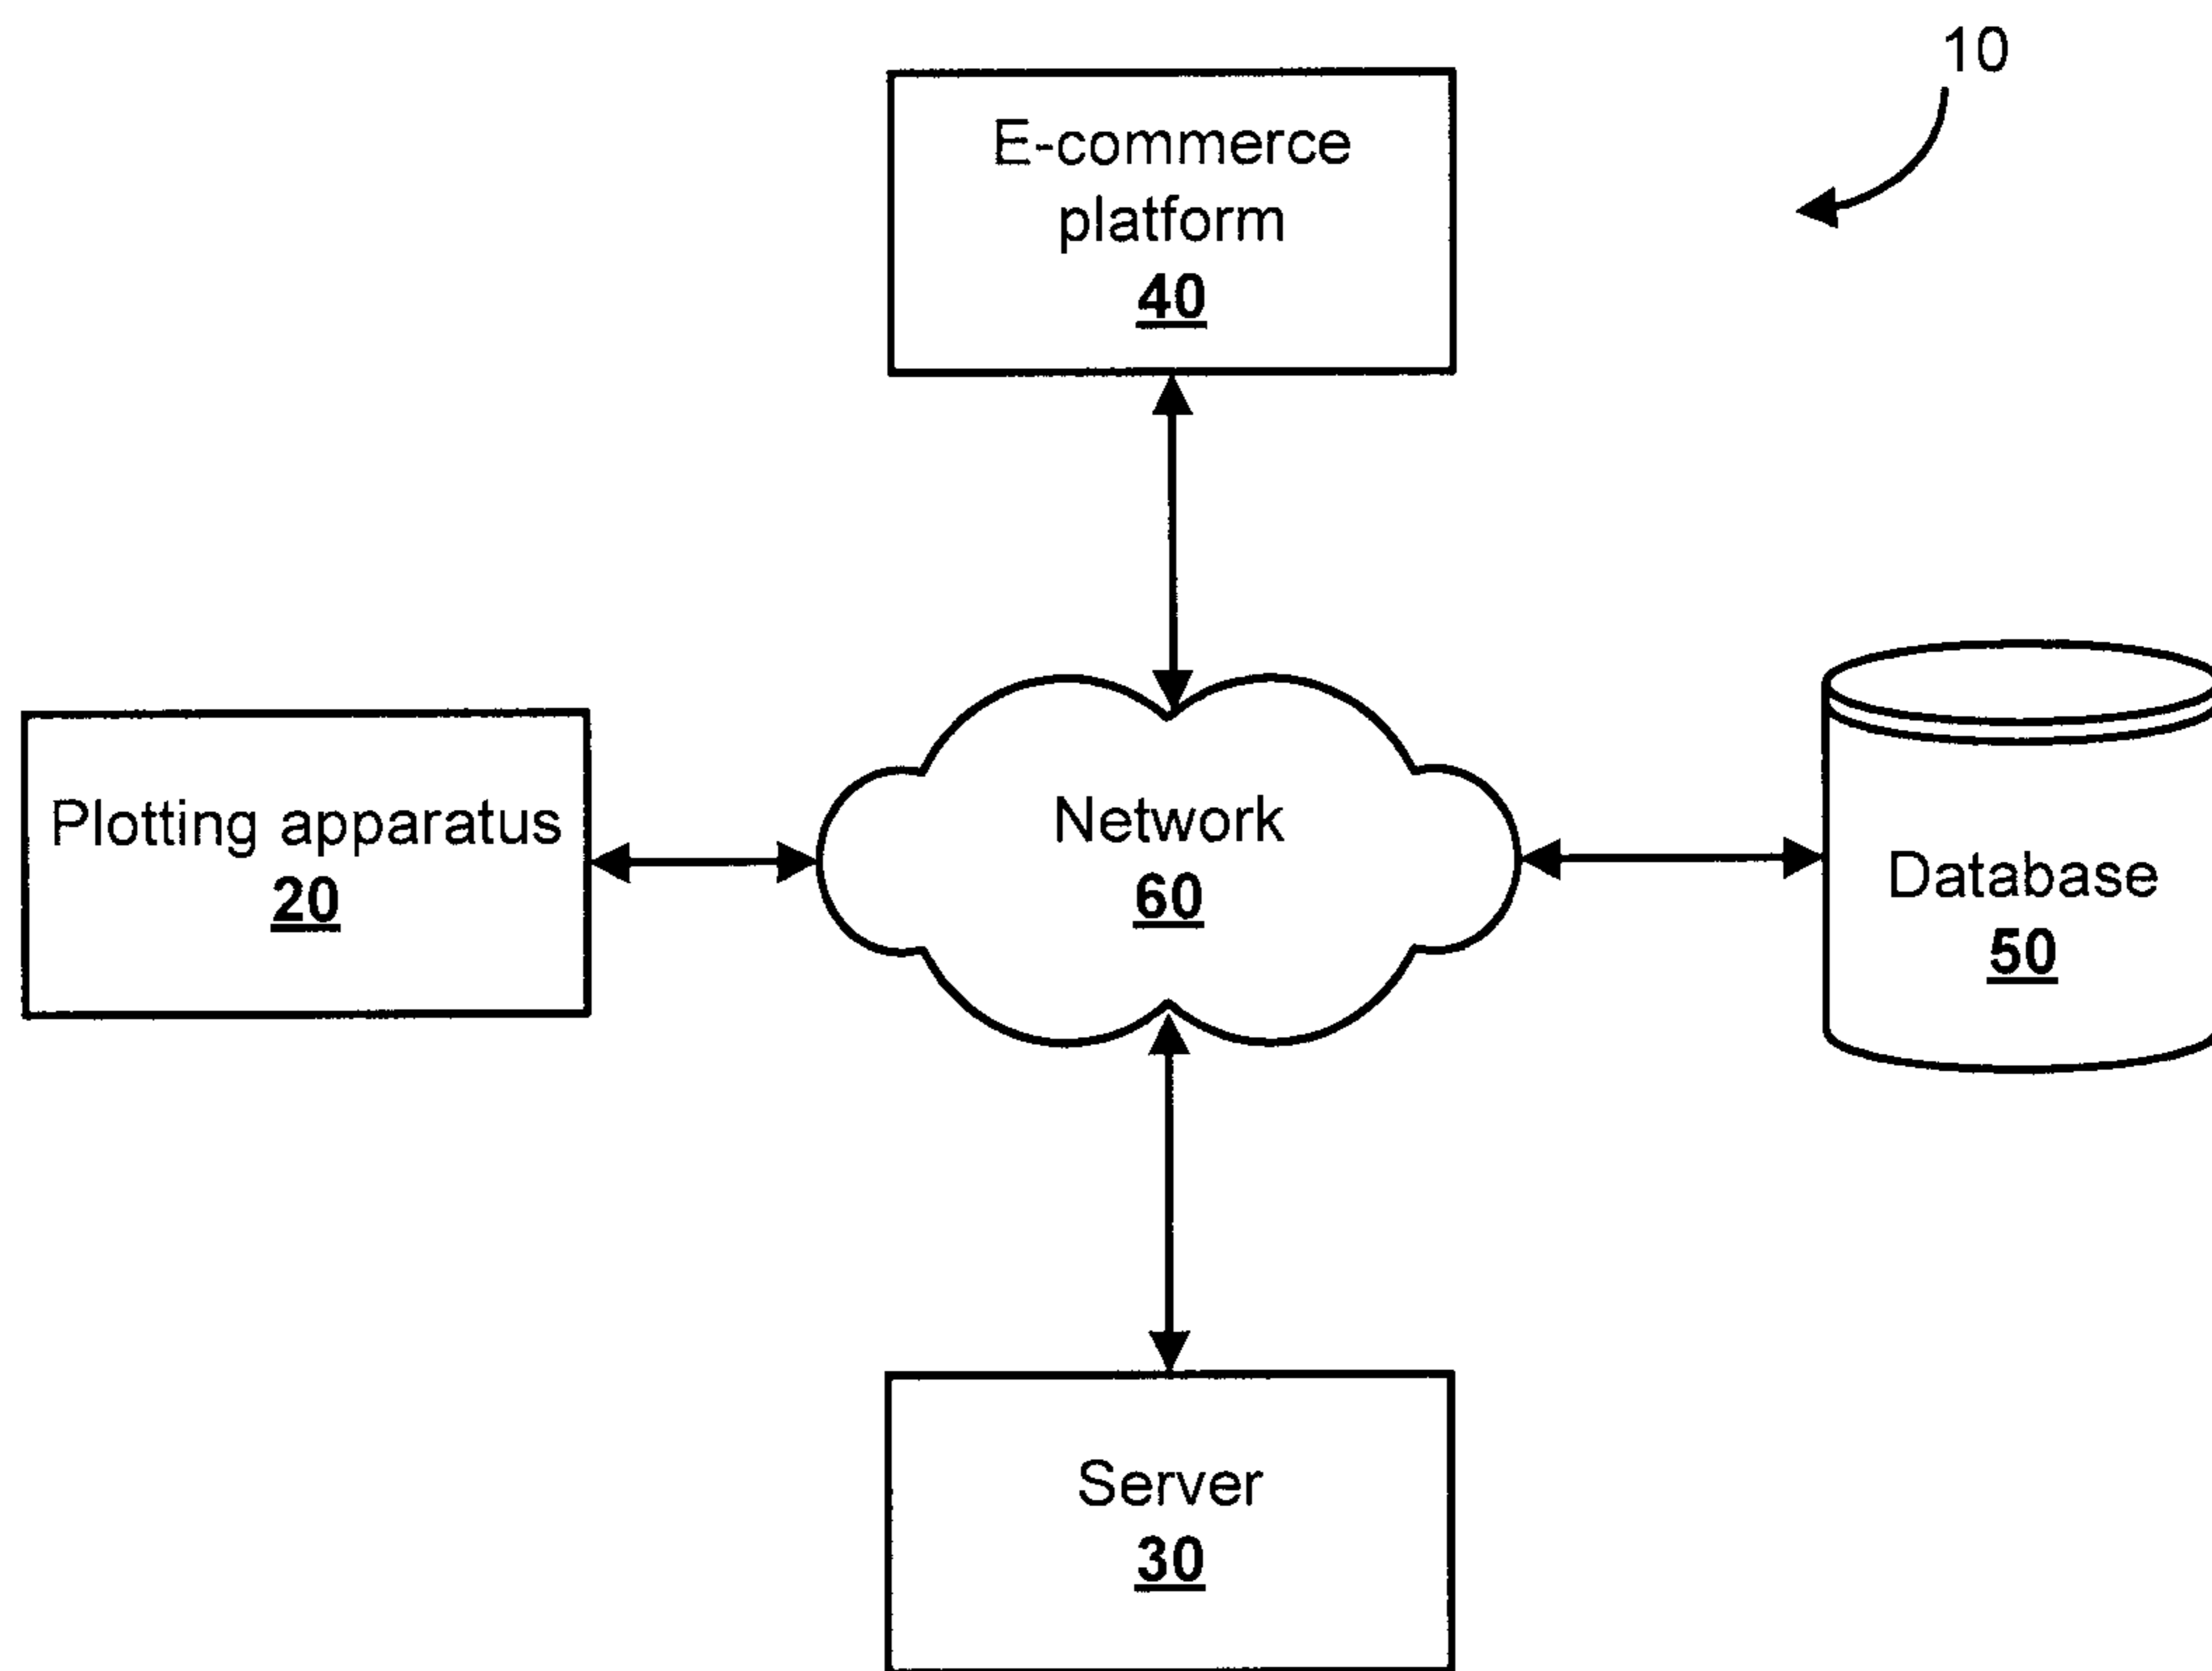 10
E-commerce
platform
40
Plotting apparatus
20
Network
60
Database
50
Server
30